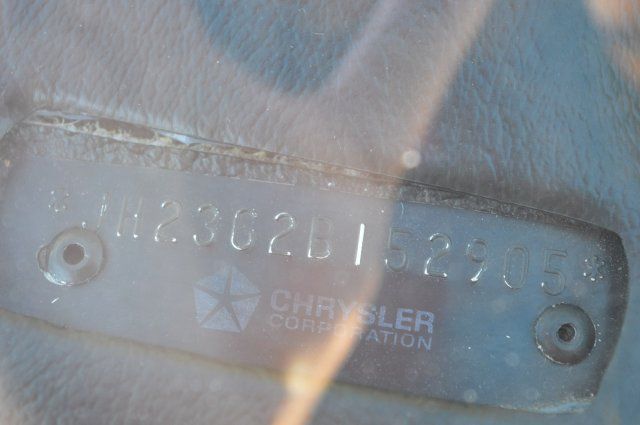 *JH23G2B152905*
CHRYSLER
CORPORATION